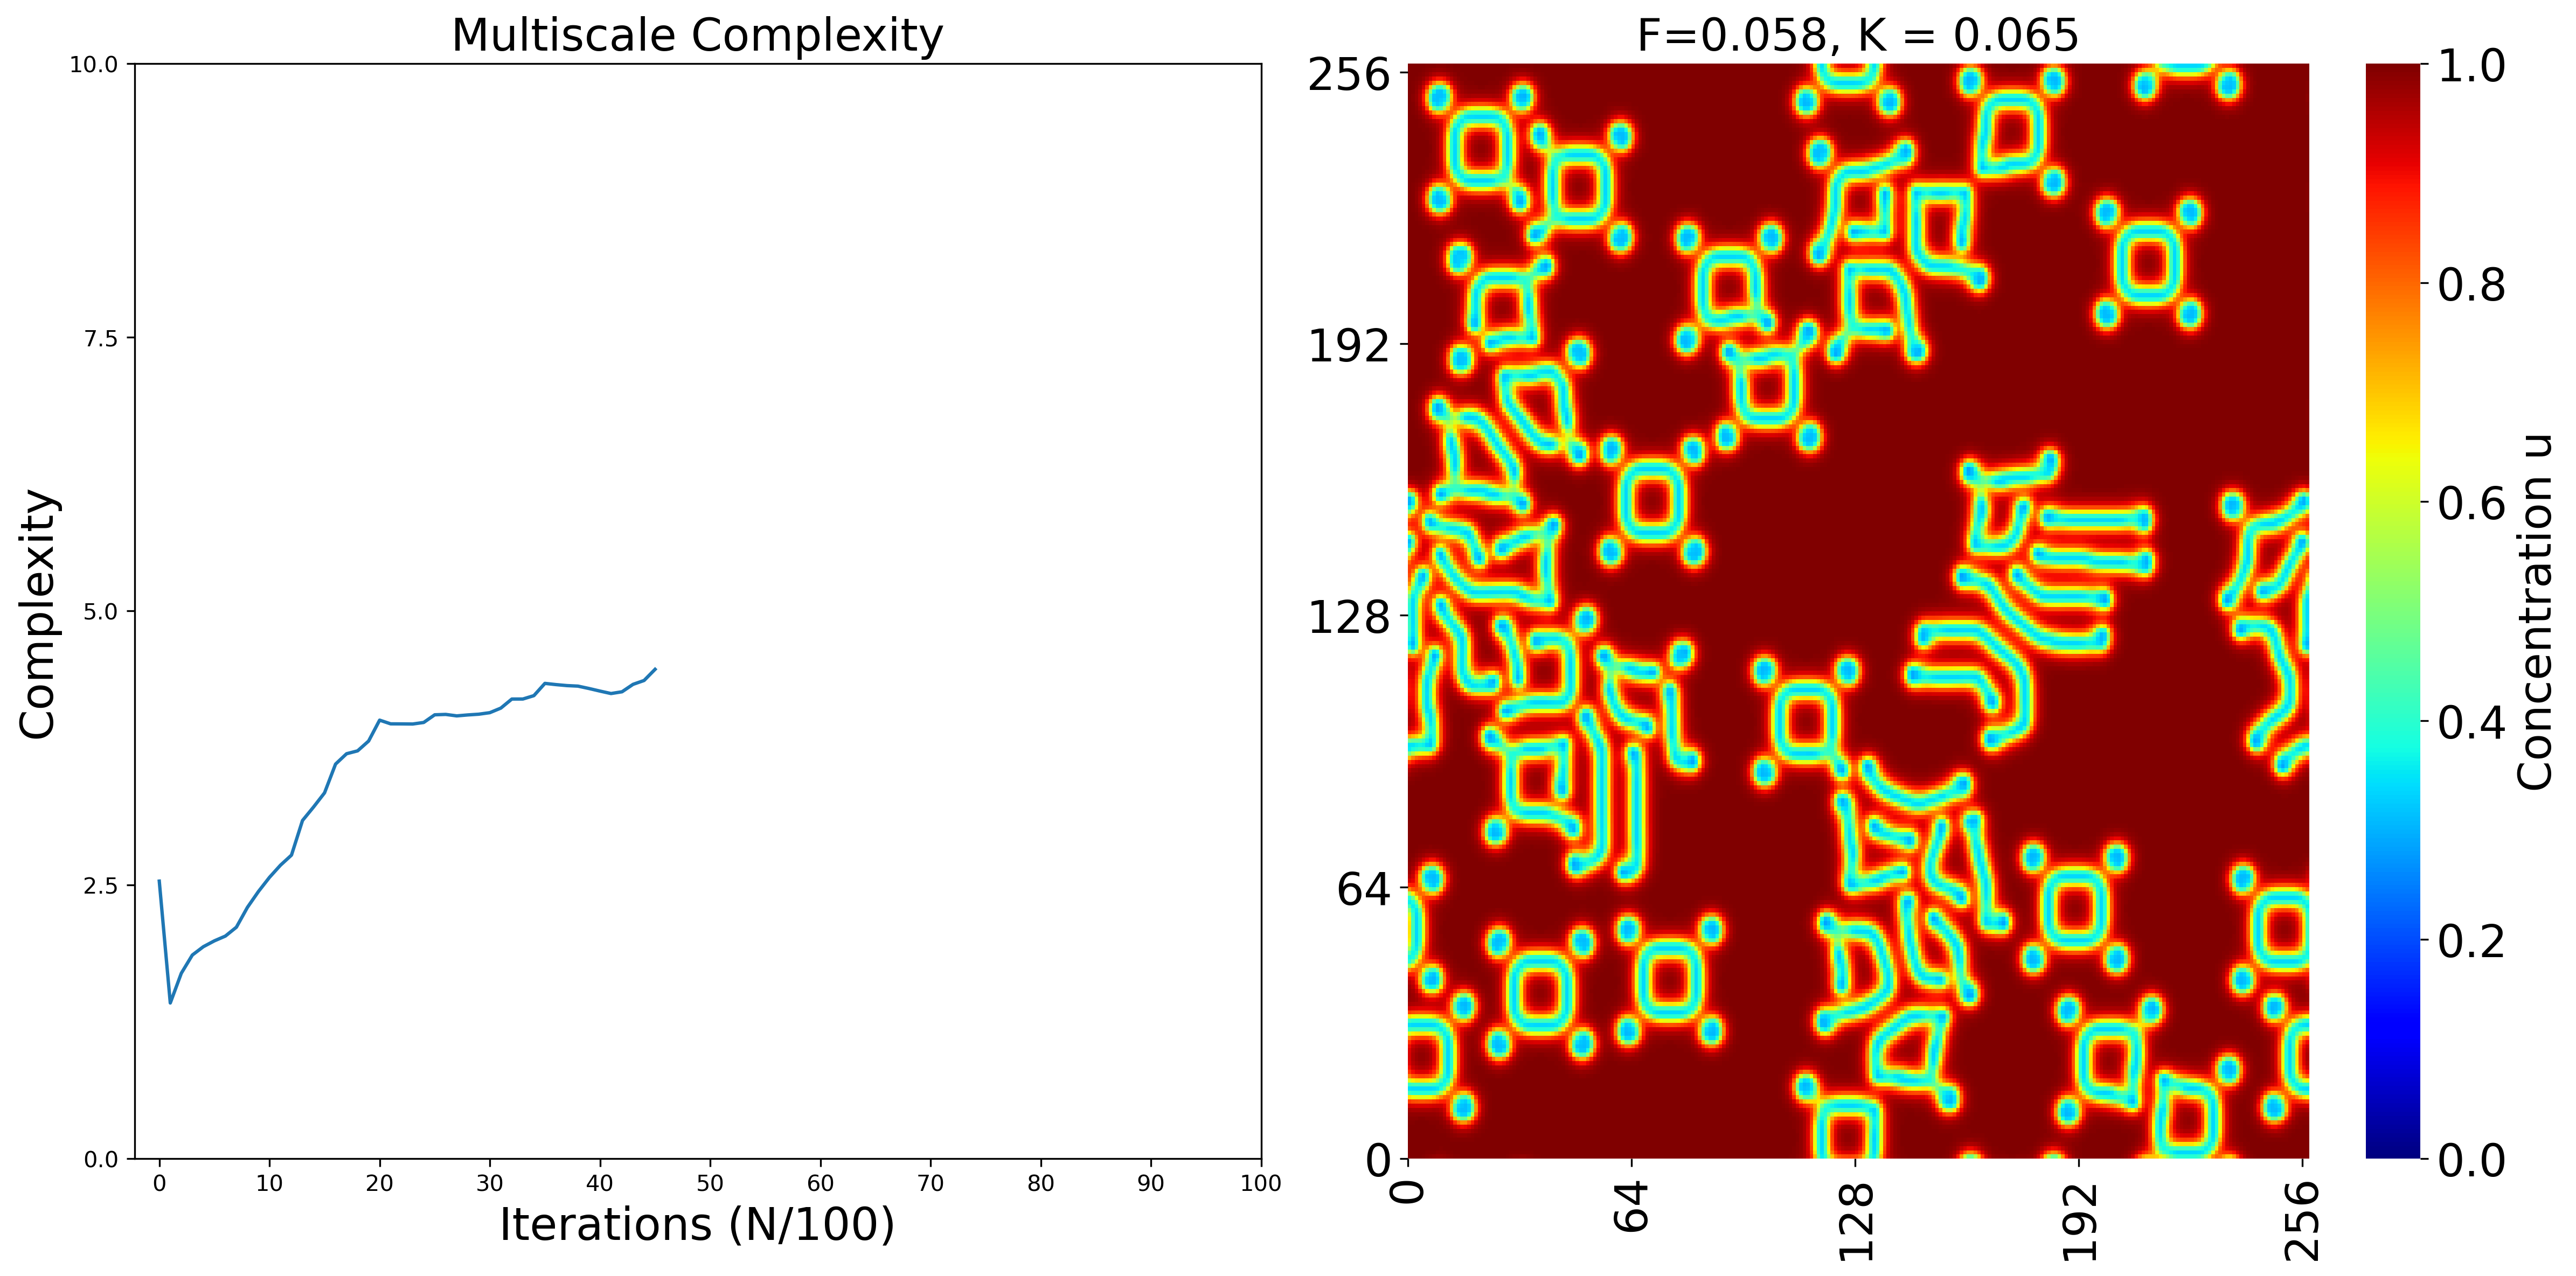 Multiscale Complexity
10.0
7.5
5.0
2.5
0.0
Complexity
0 10 20 30 40 50 60 70 80 90 100
Iterations (N/100)
F=0.058, K = 0.065
256
192
128
64
0
0 64 128 192 256
1.0
0.8
0.6
0.4
0.2
0.0
Concentration u